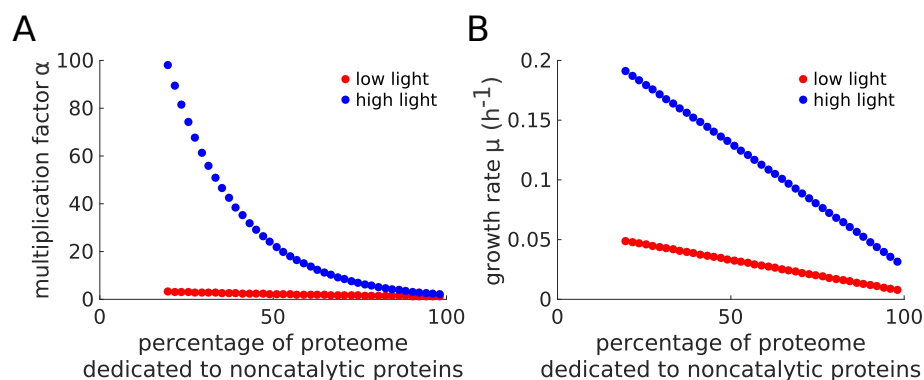 A
multiplication factor α
100
80
60
40
20
0
0
50
100
low light
high light
percentage of proteome
dedicated to noncatalytic proteins
B
growth rate μ (h⁻¹)
0.2
0.15
0.1
0.05
0
0
50
100
low light
high light
percentage of proteome
dedicated to noncatalytic proteins